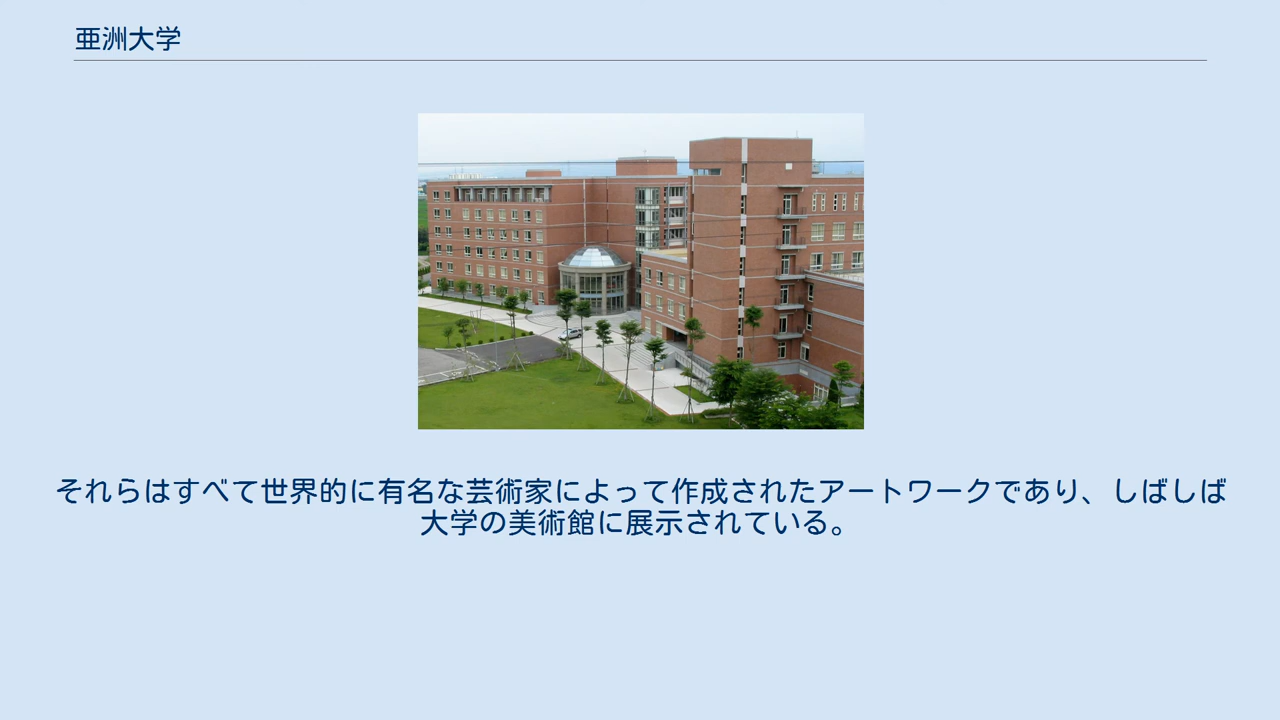 亜洲大学
それらはすべて世界的に有名な芸術家によって作成されたアートワークであり、しばしば
大学の美術館に展示されている。